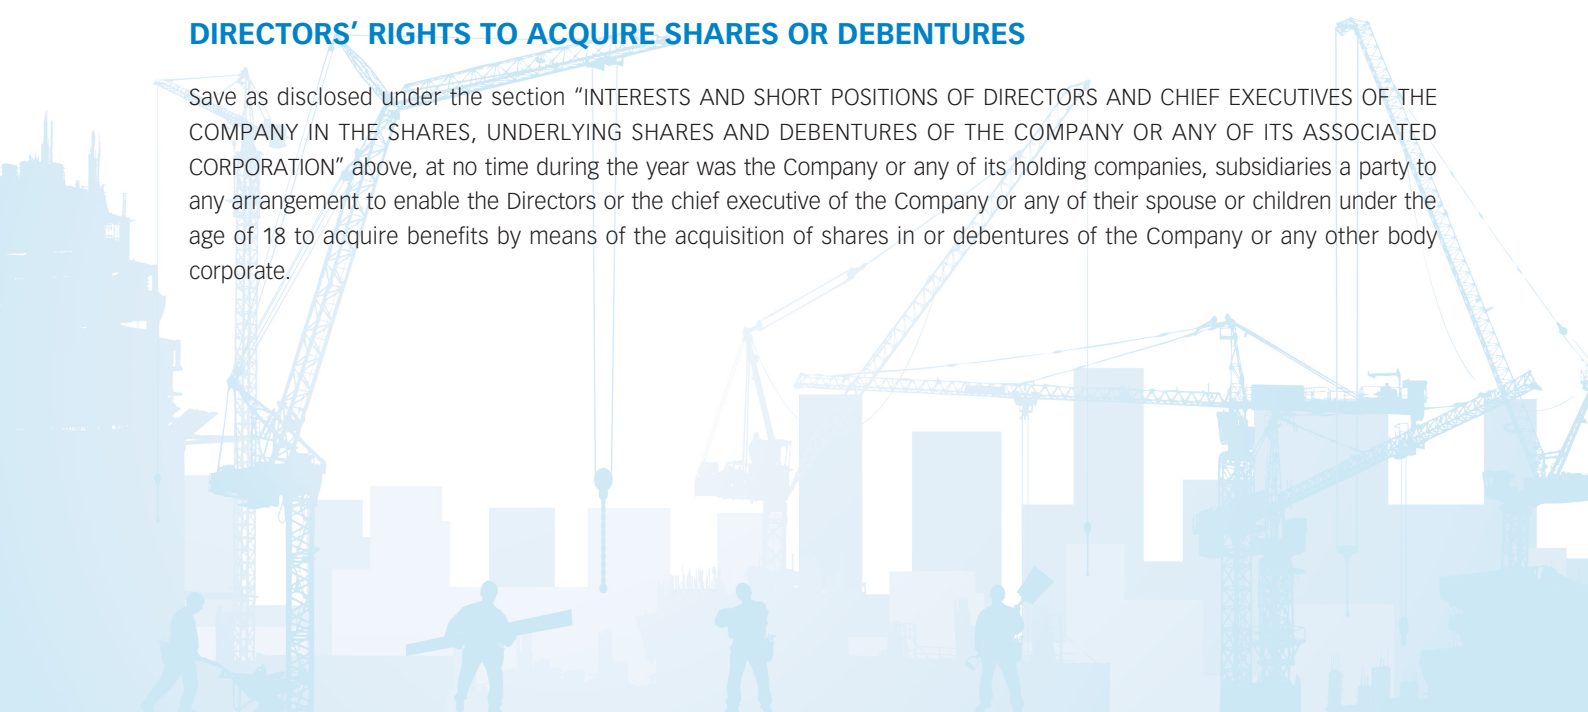 DIRECTORS’ RIGHTS TO ACQUIRE SHARES OR DEBENTURES
Save as disclosed under the section “INTERESTS AND SHORT POSITIONS OF DIRECTORS AND CHIEF EXECUTIVES OF THE
COMPANY IN THE SHARES, UNDERLYING SHARES AND DEBENTURES OF THE COMPANY OR ANY OF ITS ASSOCIATED
CORPORATION” above, at no time during the year was the Company or any of its holding companies, subsidiaries a party to
any arrangement to enable the Directors or the chief executive of the Company or any of their spouse or children under the
age of 18 to acquire benefits by means of the acquisition of shares in or debentures of the Company or any other body
corporate.